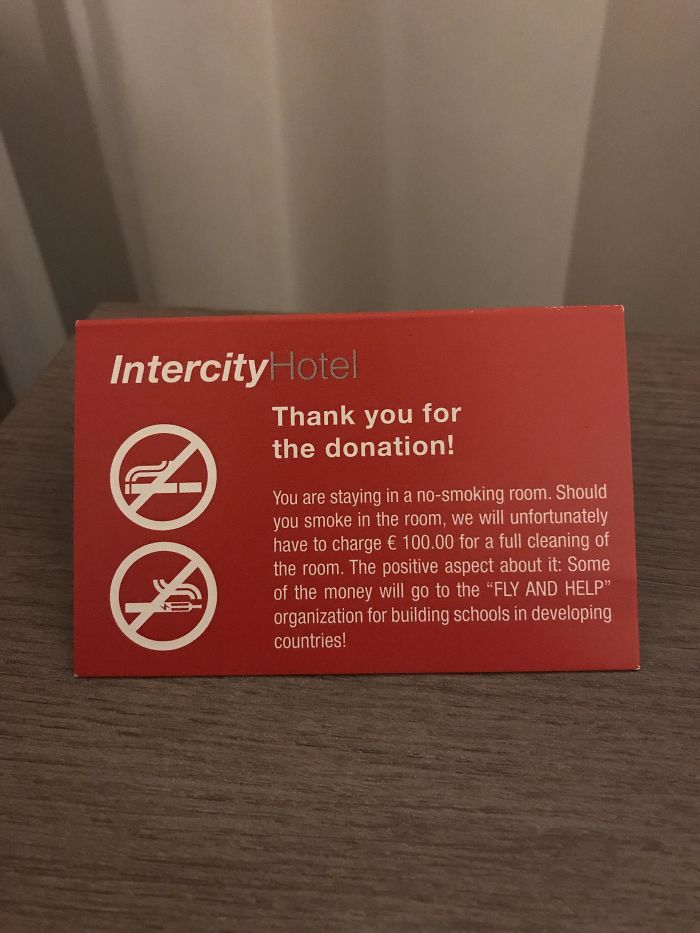 IntercityHotel
Thank you for
the donation!
You are staying in a no-smoking room. Should
you smoke in the room, we will unfortunately
have to charge € 100.00 for a full cleaning of
the room. The positive aspect about it: Some
of the money will go to the “FLY AND HELP”
organization for building schools in developing
countries!